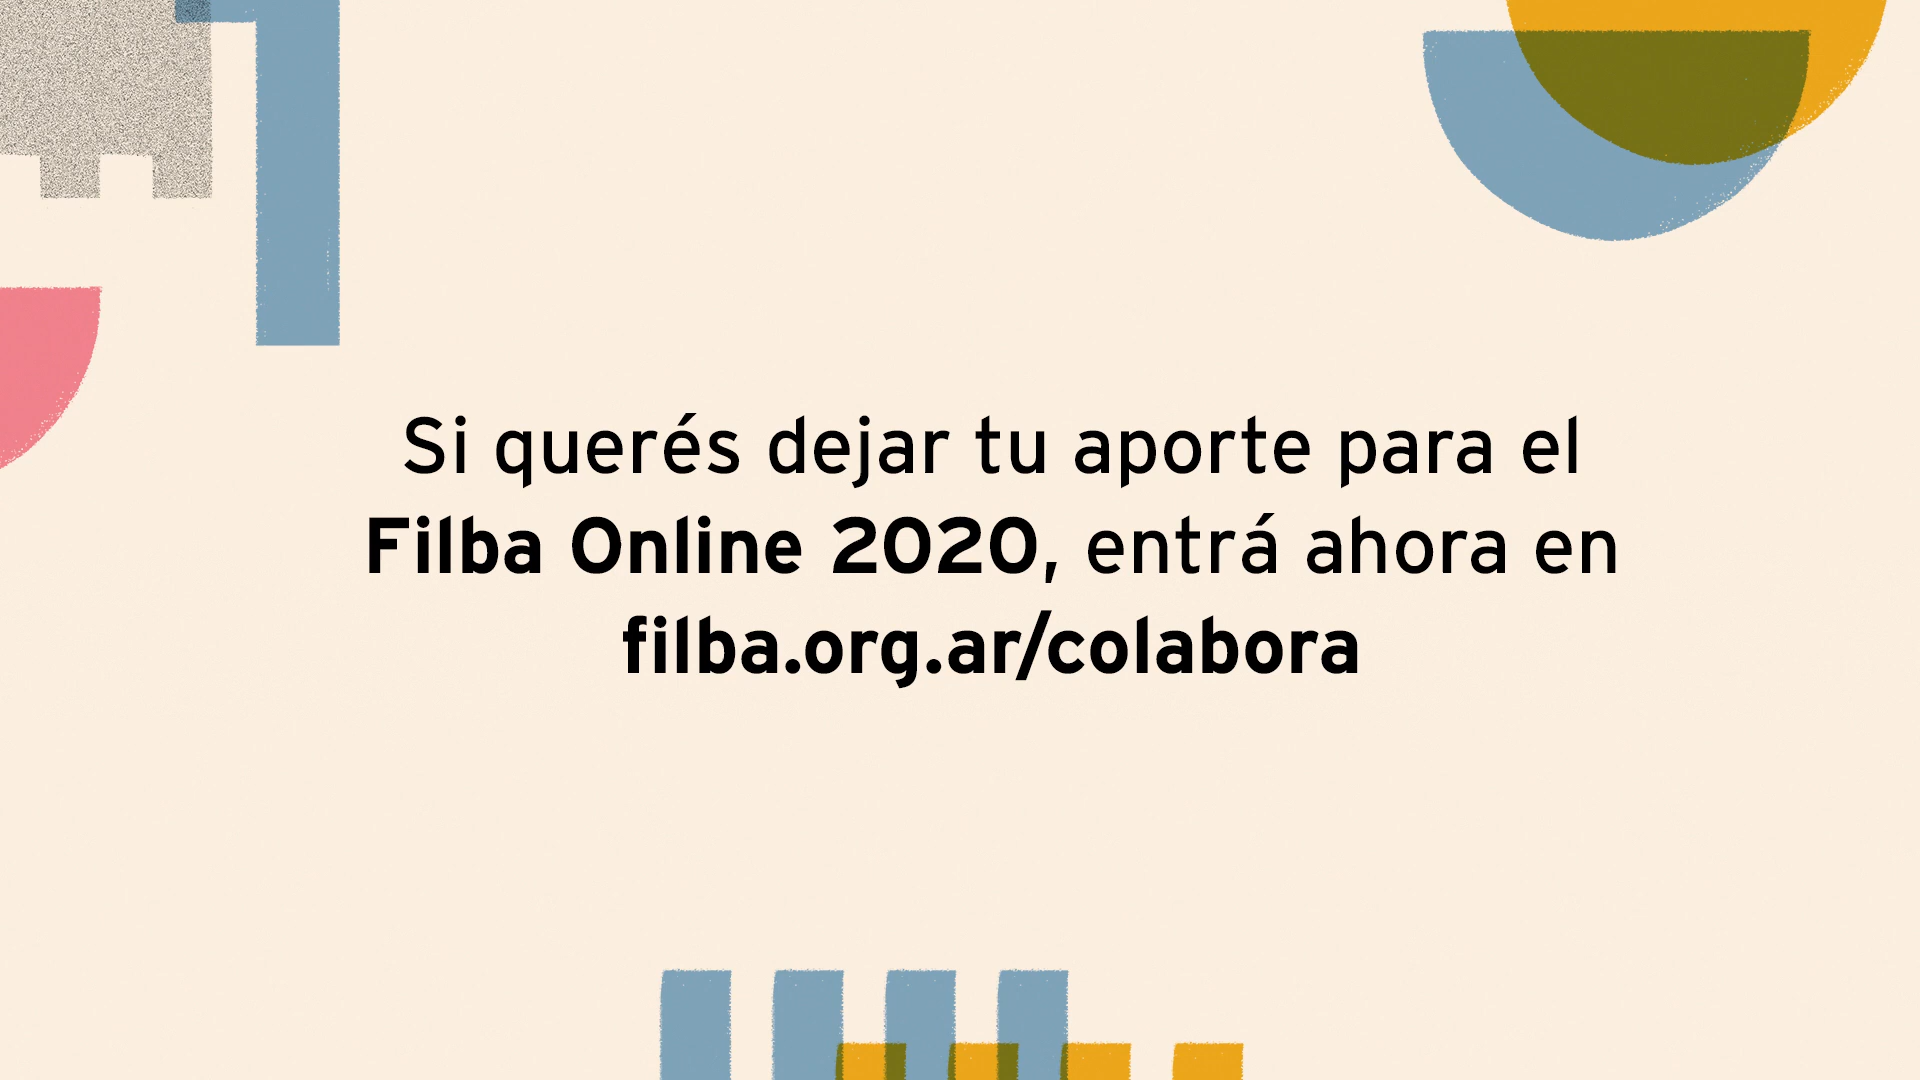 Si querés dejar tu aporte para el
Filba Online 2020, entrá ahora en
filba.org.ar/colabora